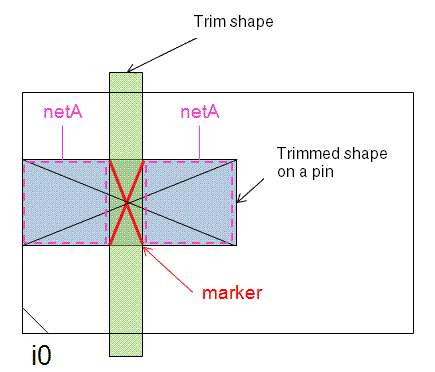 Trim shape
netA
netA
Trimmed shape
on a pin
marker
i0